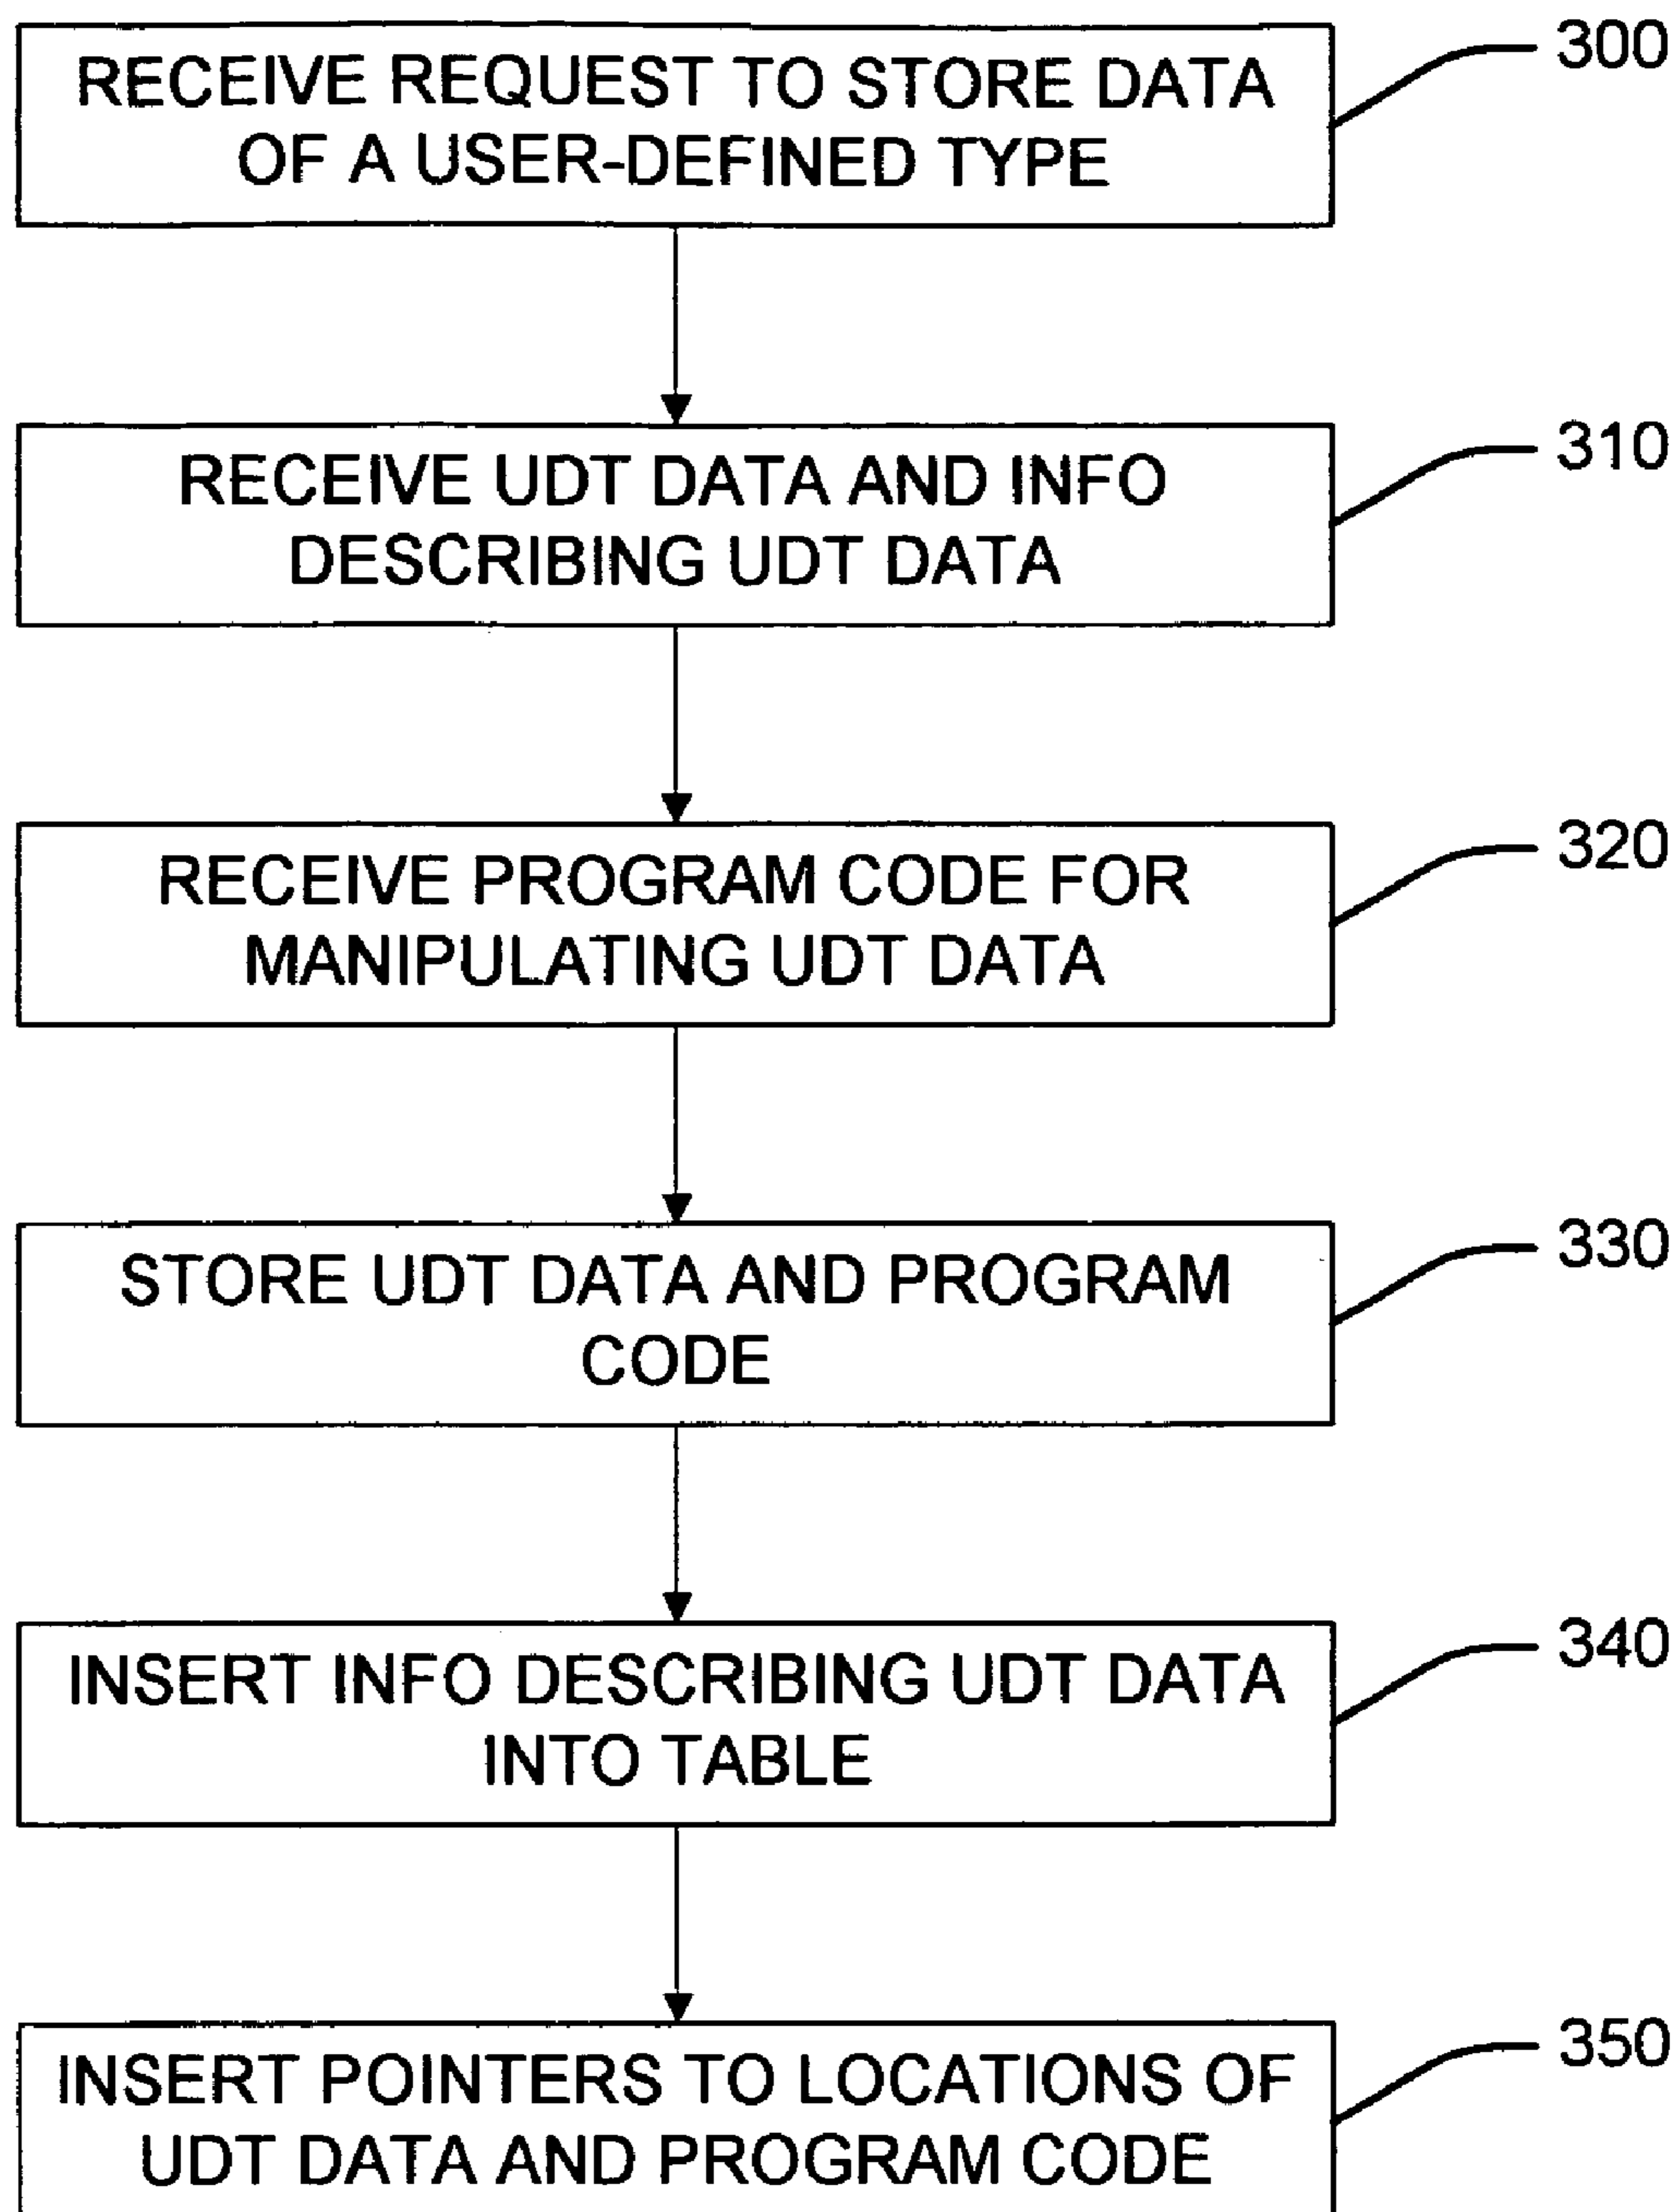 RECEIVE REQUEST TO STORE DATA
OF A USER-DEFINED TYPE
300
RECEIVE UDT DATA AND INFO
DESCRIBING UDT DATA
310
RECEIVE PROGRAM CODE FOR
MANIPULATING UDT DATA
320
STORE UDT DATA AND PROGRAM
CODE
330
INSERT INFO DESCRIBING UDT DATA
INTO TABLE
340
INSERT POINTERS TO LOCATIONS OF
UDT DATA AND PROGRAM CODE
350